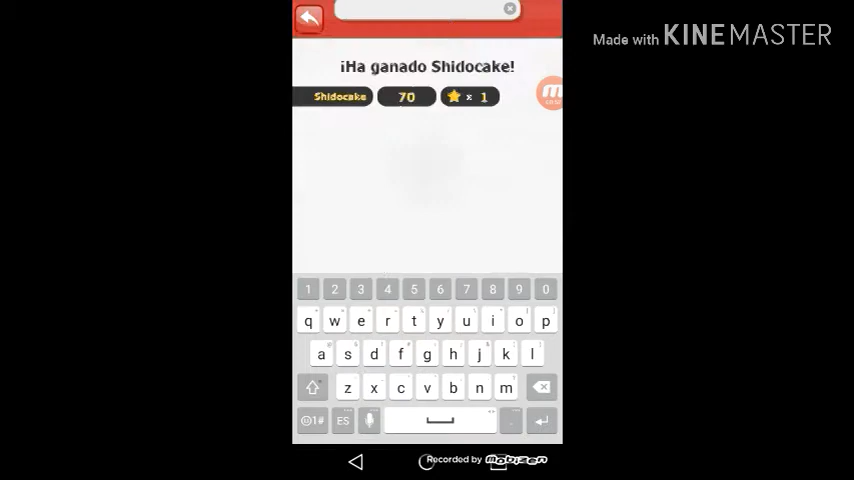 Made with KINEMASTER
¡Ha ganado Shidocake!
Shidocake 70 x 1
1 2 3 4 5 6 7 8 9 0
q w e r t y u i o p
a s d f g h j k l
z x c v b n m
1# ES .
Recorded by mobizen